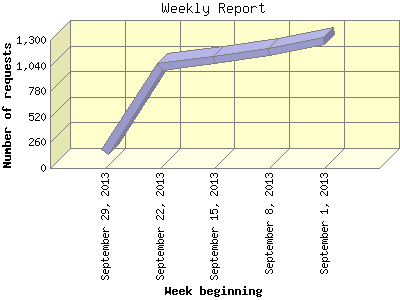 Weekly Report
Number of requests
1,300
1,040
780
520
260
0
September 29, 2013
September 22, 2013
September 15, 2013
September 8, 2013
September 1, 2013
Week beginning